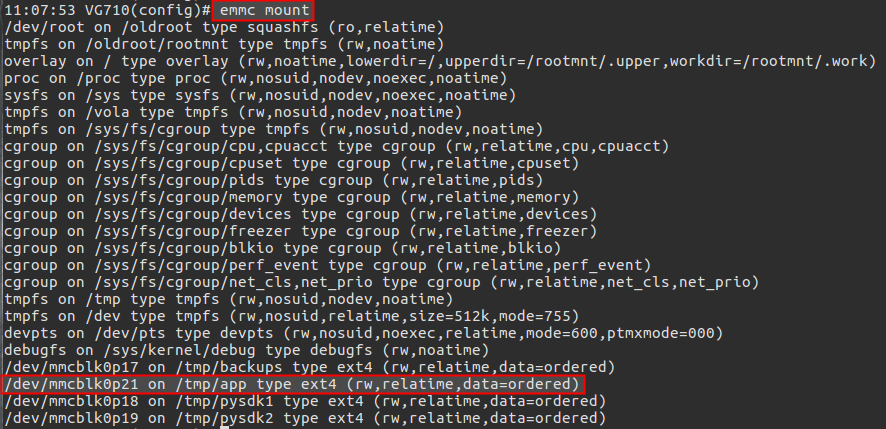 11:07:53 VG710(config)# emmc mount
/dev/root on /oldroot type squashfs (ro,relatime)
tmpfs on /oldroot/rootmnt type tmpfs (rw,noatime)
overlay on / type overlay (rw,noatime,lowerdir=/,upperdir=/rootmnt/.upper,workdir=/rootmnt/.work)
proc on /proc type proc (rw,nosuid,nodev,noexec,noatime)
sysfs on /sys type sysfs (rw,nosuid,nodev,noexec,noatime)
tmpfs on /vola type tmpfs (rw,nosuid,nodev,noatime)
tmpfs on /sys/fs/cgroup type tmpfs (rw,nosuid,nodev,noatime)
cgroup on /sys/fs/cgroup/cpu,cpuacct type cgroup (rw,relatime,cpu,cpuacct)
cgroup on /sys/fs/cgroup/cpuset type cgroup (rw,relatime,cpuset)
cgroup on /sys/fs/cgroup/pids type cgroup (rw,relatime,pids)
cgroup on /sys/fs/cgroup/memory type cgroup (rw,relatime,memory)
cgroup on /sys/fs/cgroup/devices type cgroup (rw,relatime,devices)
cgroup on /sys/fs/cgroup/freezer type cgroup (rw,relatime,freezer)
cgroup on /sys/fs/cgroup/blkio type cgroup (rw,relatime,blkio)
cgroup on /sys/fs/cgroup/perf_event type cgroup (rw,relatime,perf_event)
cgroup on /sys/fs/cgroup/net_cls,net_prio type cgroup (rw,relatime,net_cls,net_prio)
tmpfs on /tmp type tmpfs (rw,nosuid,nodev,noatime)
tmpfs on /dev type tmpfs (rw,nosuid,relatime,size=512k,mode=755)
devpts on /dev/pts type devpts (rw,nosuid,noexec,relatime,mode=600,ptmxmode=000)
debugfs on /sys/kernel/debug type debugfs (rw,noatime)
/dev/mmcblk0p17 on /tmp/backups type ext4 (rw,relatime,data=ordered)
/dev/mmcblk0p21 on /tmp/app type ext4 (rw,relatime,data=ordered)
/dev/mmcblk0p18 on /tmp/pysdk1 type ext4 (rw,relatime,data=ordered)
/dev/mmcblk0p19 on /tmp/pysdk2 type ext4 (rw,relatime,data=ordered)